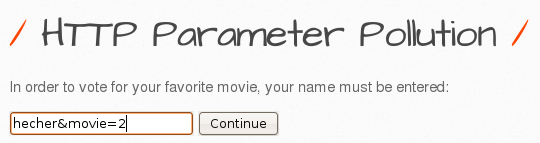 / HTTP Parameter Pollution /
In order to vote for your favorite movie, your name must be entered:
hecher&movie=2 Continue